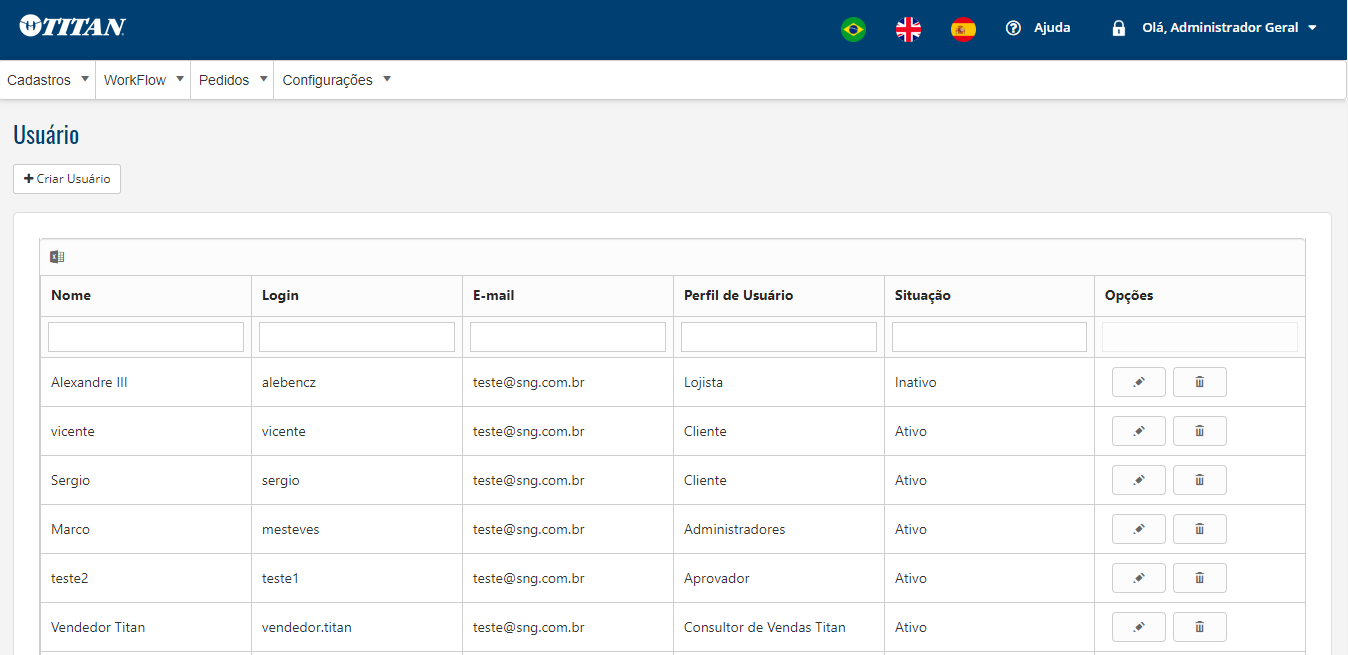 TITAN
Ajuda
Olá, Administrador Geral
Cadastros WorkFlow Pedidos Configurações
Usuário
Criar Usuário
Nome Login E-mail Perfil de Usuário Situação Opções
Alexandre III alebencz teste@sng.com.br Lojista Inativo
vicente vicente teste@sng.com.br Cliente Ativo
Sergio sergio teste@sng.com.br Cliente Ativo
Marco mesteves teste@sng.com.br Administradores Ativo
teste2 teste1 teste@sng.com.br Aprovador Ativo
Vendedor Titan vendedor.titan teste@sng.com.br Consultor de Vendas Titan Ativo